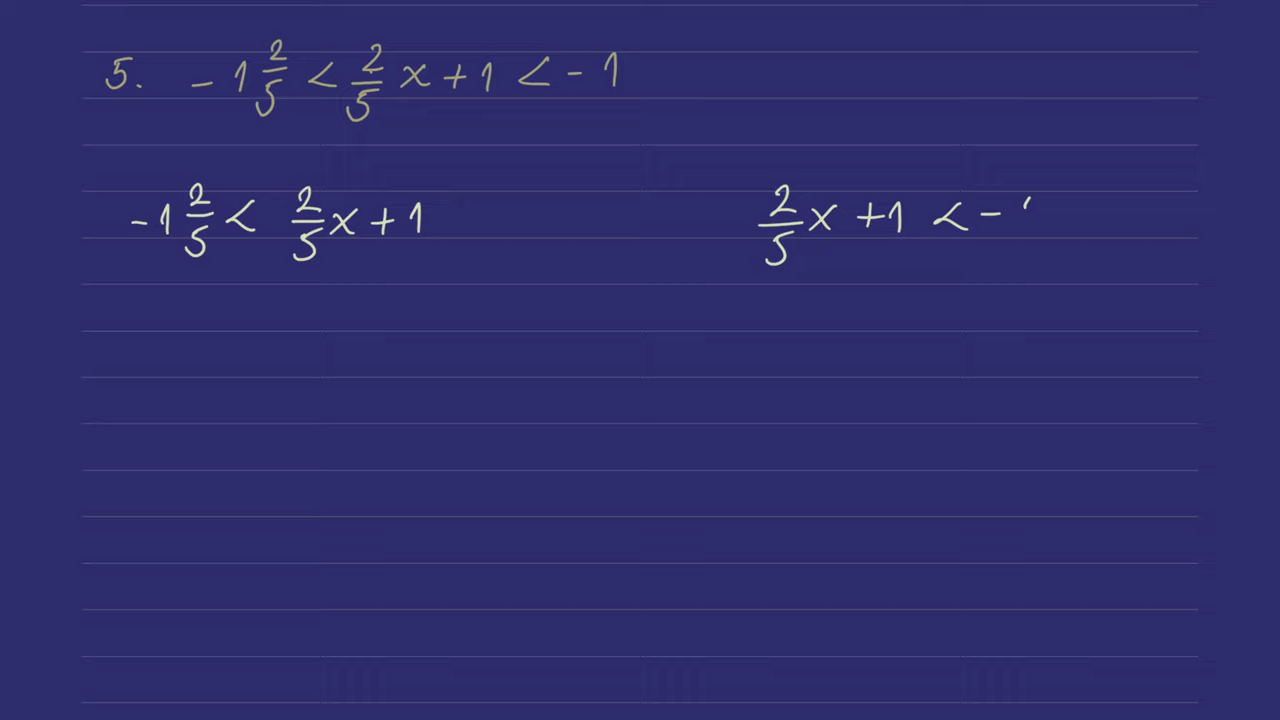 5. -1 2/5 < 2/5 x + 1 < -1
-1 2/5 < 2/5 x + 1
2/5 x + 1 < -